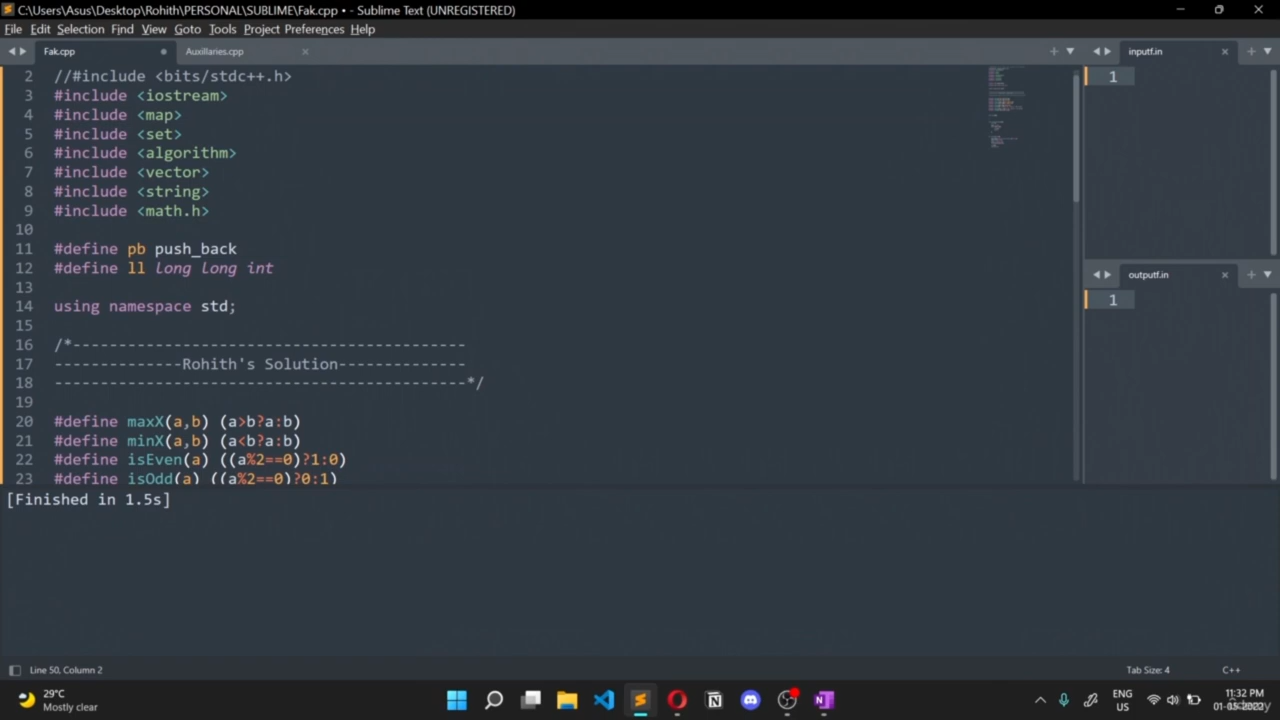 C:\Users\Asus\Desktop\Rohith\PERSONAL\SUBLIME\Fak.cpp • - Sublime Text (UNREGISTERED)
File Edit Selection Find View Goto Tools Project Preferences Help
Fak.cpp
Auxillaries.cpp
inputf.in
2 //#include <bits/stdc++.h>
3 #include <iostream>
4 #include <map>
5 #include <set>
6 #include <algorithm>
7 #include <vector>
8 #include <string>
9 #include <math.h>
10
11 #define pb push_back
12 #define ll long long int
13
14 using namespace std;
15
16 /*---------------------------------------------
17 --------------Rohith's Solution--------------
18 ---------------------------------------------*/
19
20 #define maxX(a,b) (a>b?a:b)
21 #define minX(a,b) (a<b?a:b)
22 #define isEven(a) ((a%2==0)?1:0)
23 #define isOdd(a) ((a%2==0)?0:1)
1
outputf.in
1
[Finished in 1.5s]
Line 50, Column 2
Tab Size: 4
C++
29°C
Mostly clear
ENG
US
11:32 PM
01-05-2022